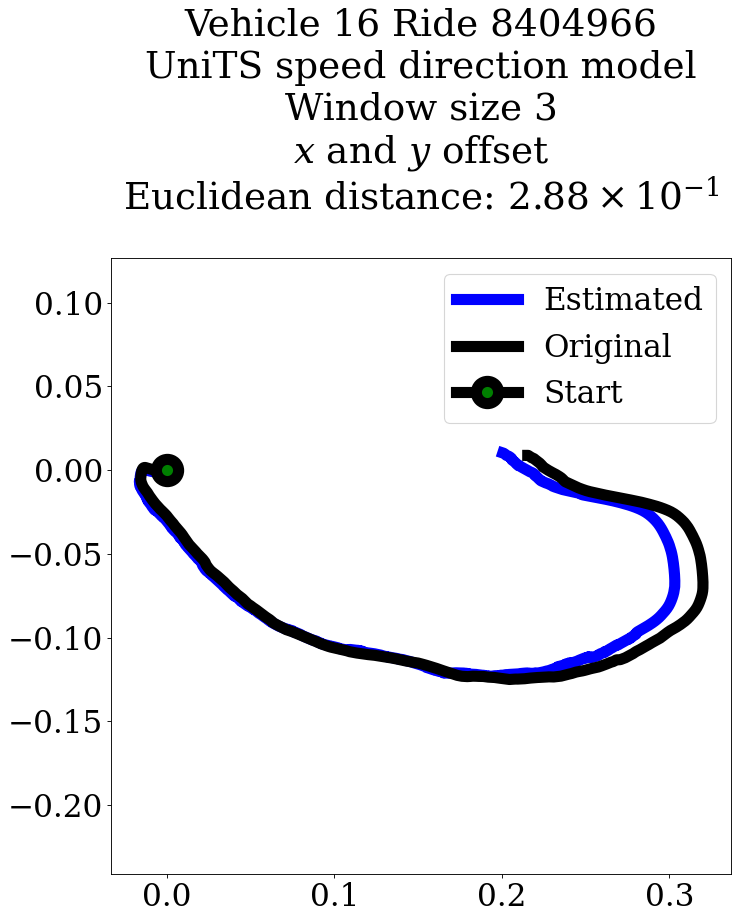 Vehicle 16 Ride 8404966
UniTS speed direction model
Window size 3
x and y offset
Euclidean distance: 2.88 × 10⁻¹
Estimated
Original
Start
0.10
0.05
0.00
−0.05
−0.10
−0.15
−0.20
0.0 0.1 0.2 0.3